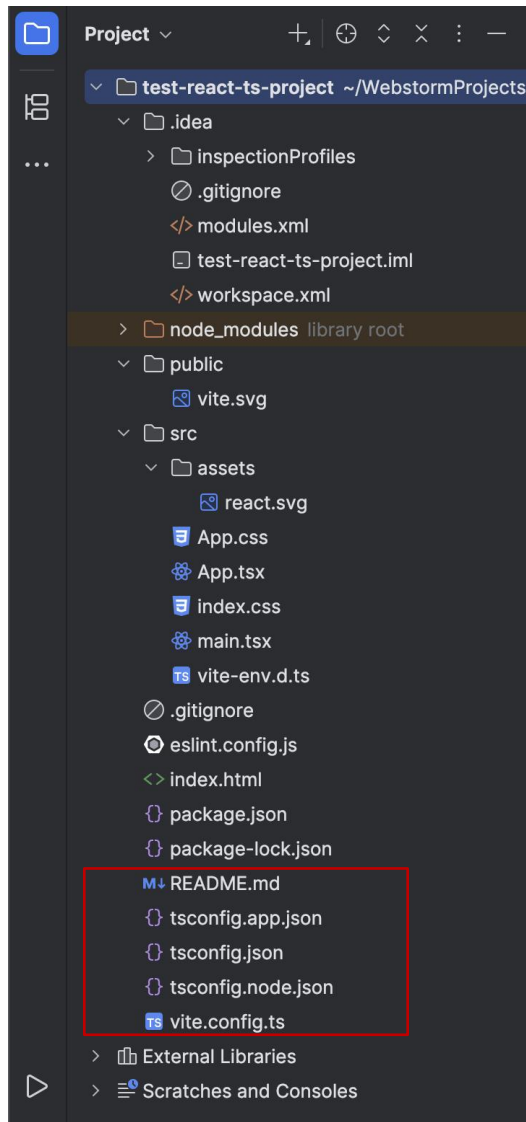 Project
test-react-ts-project ~/WebstormProjects
.idea
inspectionProfiles
.gitignore
</> modules.xml
test-react-ts-project.iml
</> workspace.xml
node_modules library root
public
vite.svg
src
assets
react.svg
App.css
App.tsx
index.css
main.tsx
TS vite-env.d.ts
.gitignore
eslint.config.js
<> index.html
{} package.json
{} package-lock.json
M↓ README.md
{} tsconfig.app.json
{} tsconfig.json
{} tsconfig.node.json
TS vite.config.ts
External Libraries
Scratches and Consoles